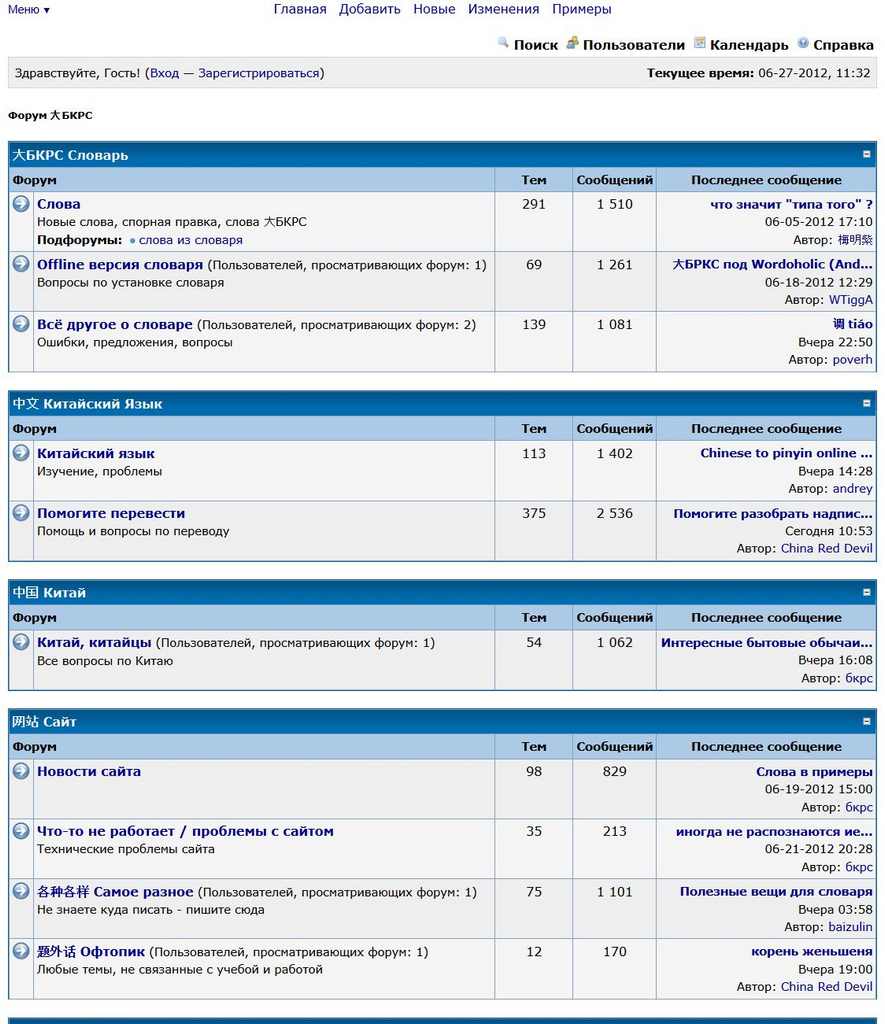 Меню ▾ Главная Добавить Новые Изменения Примеры
Поиск Пользователи Календарь Справка
Здравствуйте, Гость! (Вход — Зарегистрироваться) Текущее время: 06-27-2012, 11:32
Форум 大БКРС
大БКРС Словарь
Форум Тем Сообщений Последнее сообщение
Слова 291 1 510 что значит "типа того" ?
Новые слова, спорная правка, слова 大БКРС 06-05-2012 17:10
Подфорумы: слова из словаря Автор: 梅明粊
Offline версия словаря (Пользователей, просматривающих форум: 1) 69 1 261 大БРКС под Wordoholic (And...
Вопросы по установке словаря 06-18-2012 12:29
Автор: WTiggA
Всё другое о словаре (Пользователей, просматривающих форум: 2) 139 1 081 调 tiáo
Ошибки, предложения, вопросы Вчера 22:50
Автор: poverh
中文 Китайский Язык
Форум Тем Сообщений Последнее сообщение
Китайский язык 113 1 402 Chinese to pinyin online ...
Изучение, проблемы Вчера 14:28
Автор: andrey
Помогите перевести 375 2 536 Помогите разобрать надпис...
Помощь и вопросы по переводу Сегодня 10:53
Автор: China Red Devil
中国 Китай
Форум Тем Сообщений Последнее сообщение
Китай, китайцы (Пользователей, просматривающих форум: 1) 54 1 062 Интересные бытовые обычаи...
Все вопросы по Китаю Вчера 16:08
Автор: бкрс
网站 Сайт
Форум Тем Сообщений Последнее сообщение
Новости сайта 98 829 Слова в примеры
06-19-2012 15:00
Автор: бкрс
Что-то не работает / проблемы с сайтом 35 213 иногда не распознаются ие...
Технические проблемы сайта 06-21-2012 20:28
Автор: бкрс
各种各样 Самое разное (Пользователей, просматривающих форум: 1) 75 1 101 Полезные вещи для словаря
Не знаете куда писать - пишите сюда Вчера 03:58
Автор: baizulin
题外话 Офтопик (Пользователей, просматривающих форум: 1) 12 170 корень женьшеня
Любые темы, не связанные с учебой и работой Вчера 19:00
Автор: China Red Devil